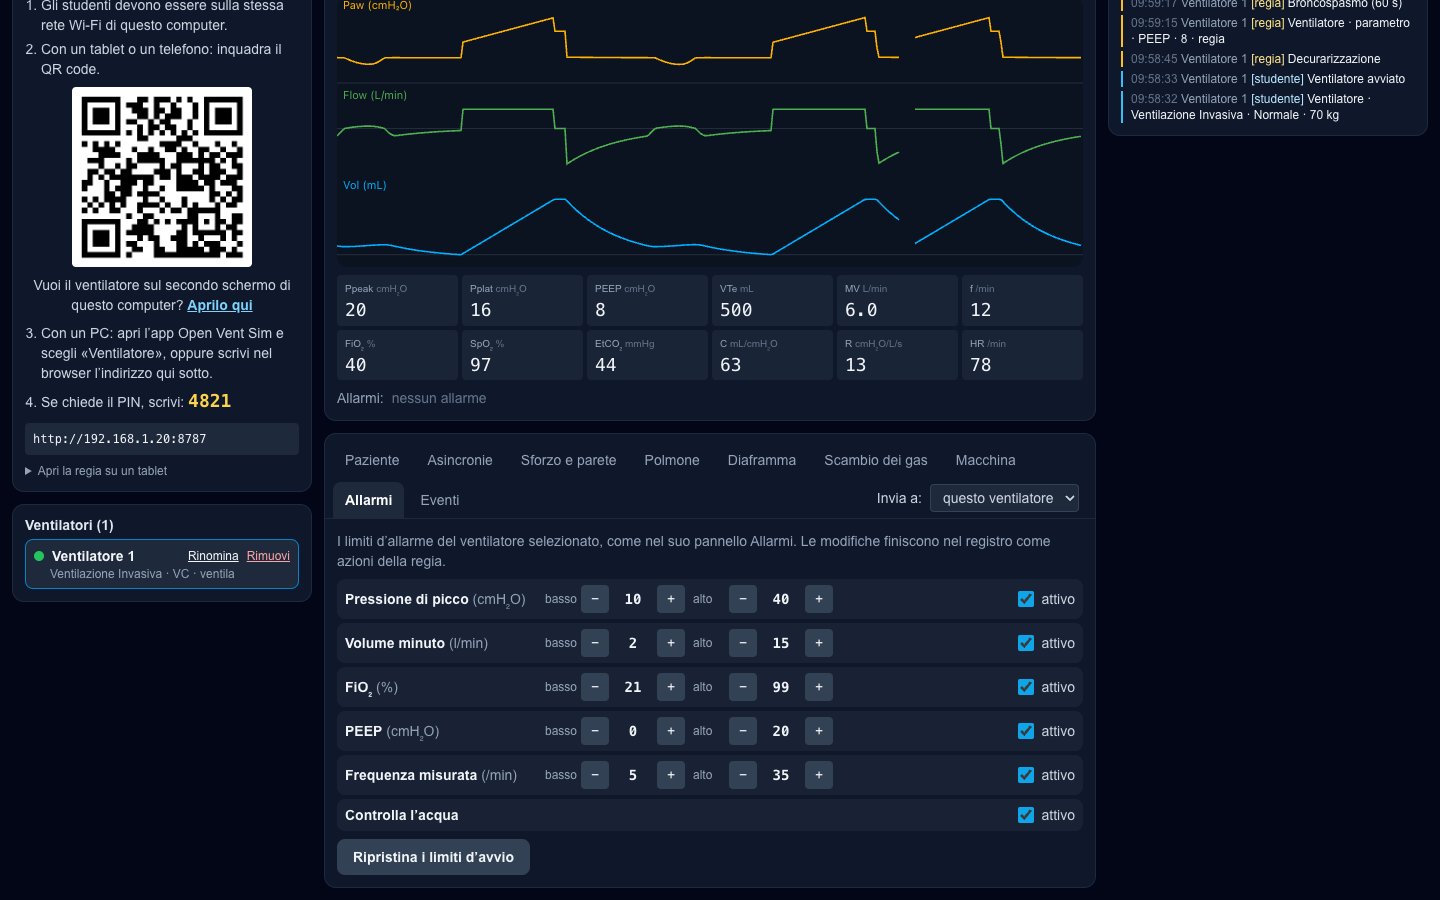 1. Gli studenti devono essere sulla stessa
rete Wi-Fi di questo computer.
2. Con un tablet o un telefono: inquadra il
QR code.
Vuoi il ventilatore sul secondo schermo di
questo computer? Aprilo qui
3. Con un PC: apri l’app Open Vent Sim e
scegli «Ventilatore», oppure scrivi nel
browser l’indirizzo qui sotto.
4. Se chiede il PIN, scrivi: 4821
http://192.168.1.20:8787
▶ Apri la regia su un tablet
Ventilatori (1)
Ventilatore 1 Rinomina Rimuovi
Ventilazione Invasiva · VC · ventila
Paw (cmH₂O)
Flow (L/min)
Vol (mL)
Ppeak cmH₂O
20
Pplat cmH₂O
16
PEEP cmH₂O
8
VTe mL
500
MV L/min
6.0
f /min
12
FiO₂ %
40
SpO₂ %
97
EtCO₂ mmHg
44
C mL/cmH₂O
63
R cmH₂O/L/s
13
HR /min
78
Allarmi: nessun allarme
Paziente Asincronie Sforzo e parete Polmone Diaframma Scambio dei gas Macchina
Allarmi Eventi Invia a: questo ventilatore
I limiti d’allarme del ventilatore selezionato, come nel suo pannello Allarmi. Le modifiche finiscono nel registro come
azioni della regia.
Pressione di picco (cmH₂O) basso − 10 + alto − 40 + attivo
Volume minuto (l/min) basso − 2 + alto − 15 + attivo
FiO₂ (%) basso − 21 + alto − 99 + attivo
PEEP (cmH₂O) basso − 0 + alto − 20 + attivo
Frequenza misurata (/min) basso − 5 + alto − 35 + attivo
Controlla l’acqua attivo
Ripristina i limiti d’avvio
09:59:17 Ventilatore 1 [regia] Broncospasmo (60 s)
09:59:15 Ventilatore 1 [regia] Ventilatore · parametro
· PEEP · 8 · regia
09:58:45 Ventilatore 1 [regia] Decurarizzazione
09:58:33 Ventilatore 1 [studente] Ventilatore avviato
09:58:32 Ventilatore 1 [studente] Ventilatore ·
Ventilazione Invasiva · Normale · 70 kg